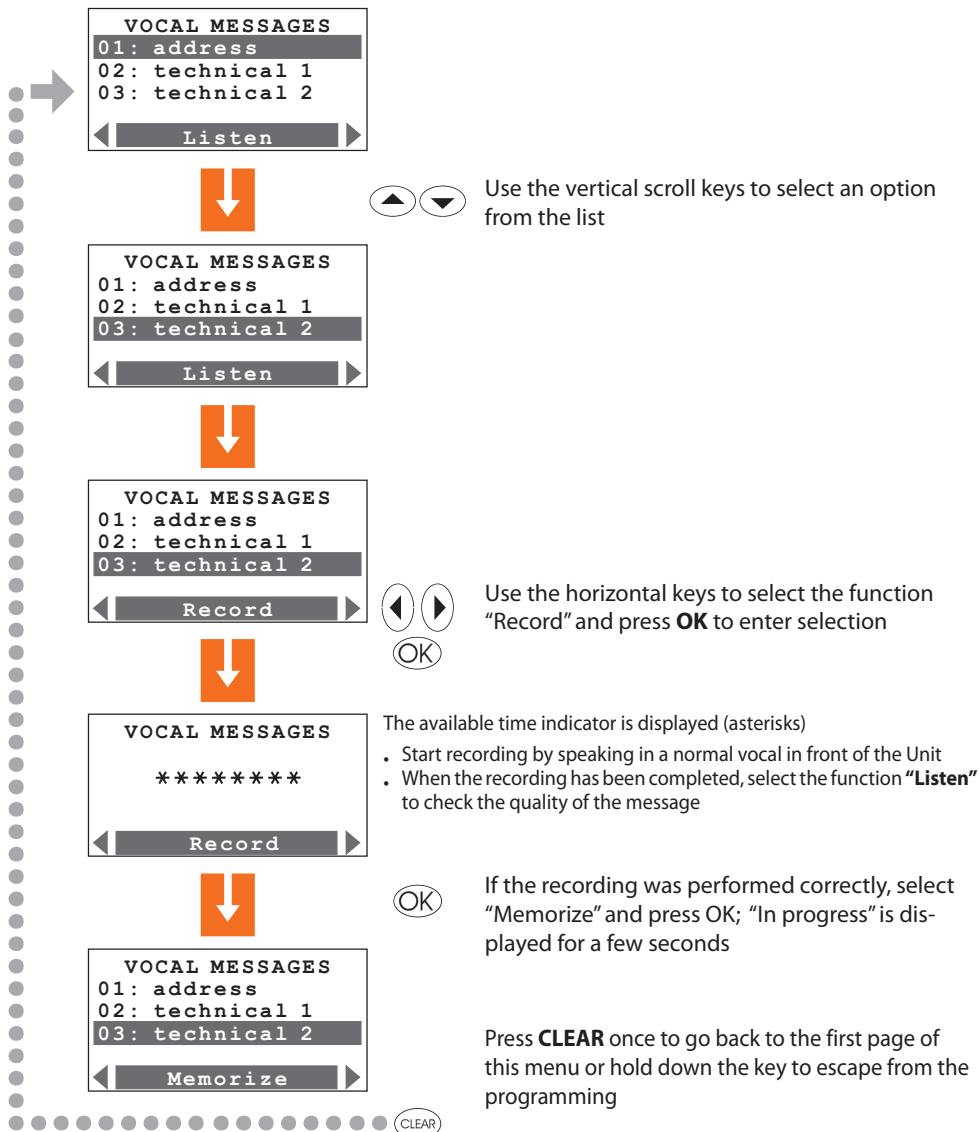 VOCAL MESSAGES
01: address
02: technical 1
03: technical 2
Listen
Use the vertical scroll keys to select an option
from the list
VOCAL MESSAGES
01: address
02: technical 1
03: technical 2
Listen
VOCAL MESSAGES
01: address
02: technical 1
03: technical 2
Record
OK
Use the horizontal keys to select the function
“Record” and press OK to enter selection
VOCAL MESSAGES
********
Record
The available time indicator is displayed (asterisks)
. Start recording by speaking in a normal vocal in front of the Unit
. When the recording has been completed, select the function “Listen”
to check the quality of the message
OK
If the recording was performed correctly, select
“Memorize” and press OK; “In progress” is dis-
played for a few seconds
VOCAL MESSAGES
01: address
02: technical 1
03: technical 2
Memorize
Press CLEAR once to go back to the first page of
this menu or hold down the key to escape from the
programming
CLEAR